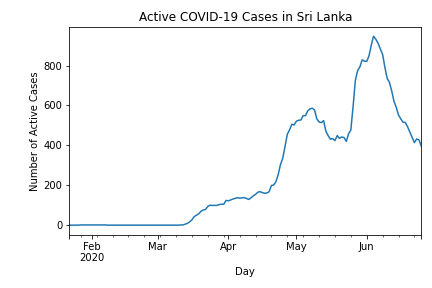 Active COVID-19 Cases in Sri Lanka
Number of Active Cases
800
600
400
200
0
Feb Mar Apr May Jun
2020
Day